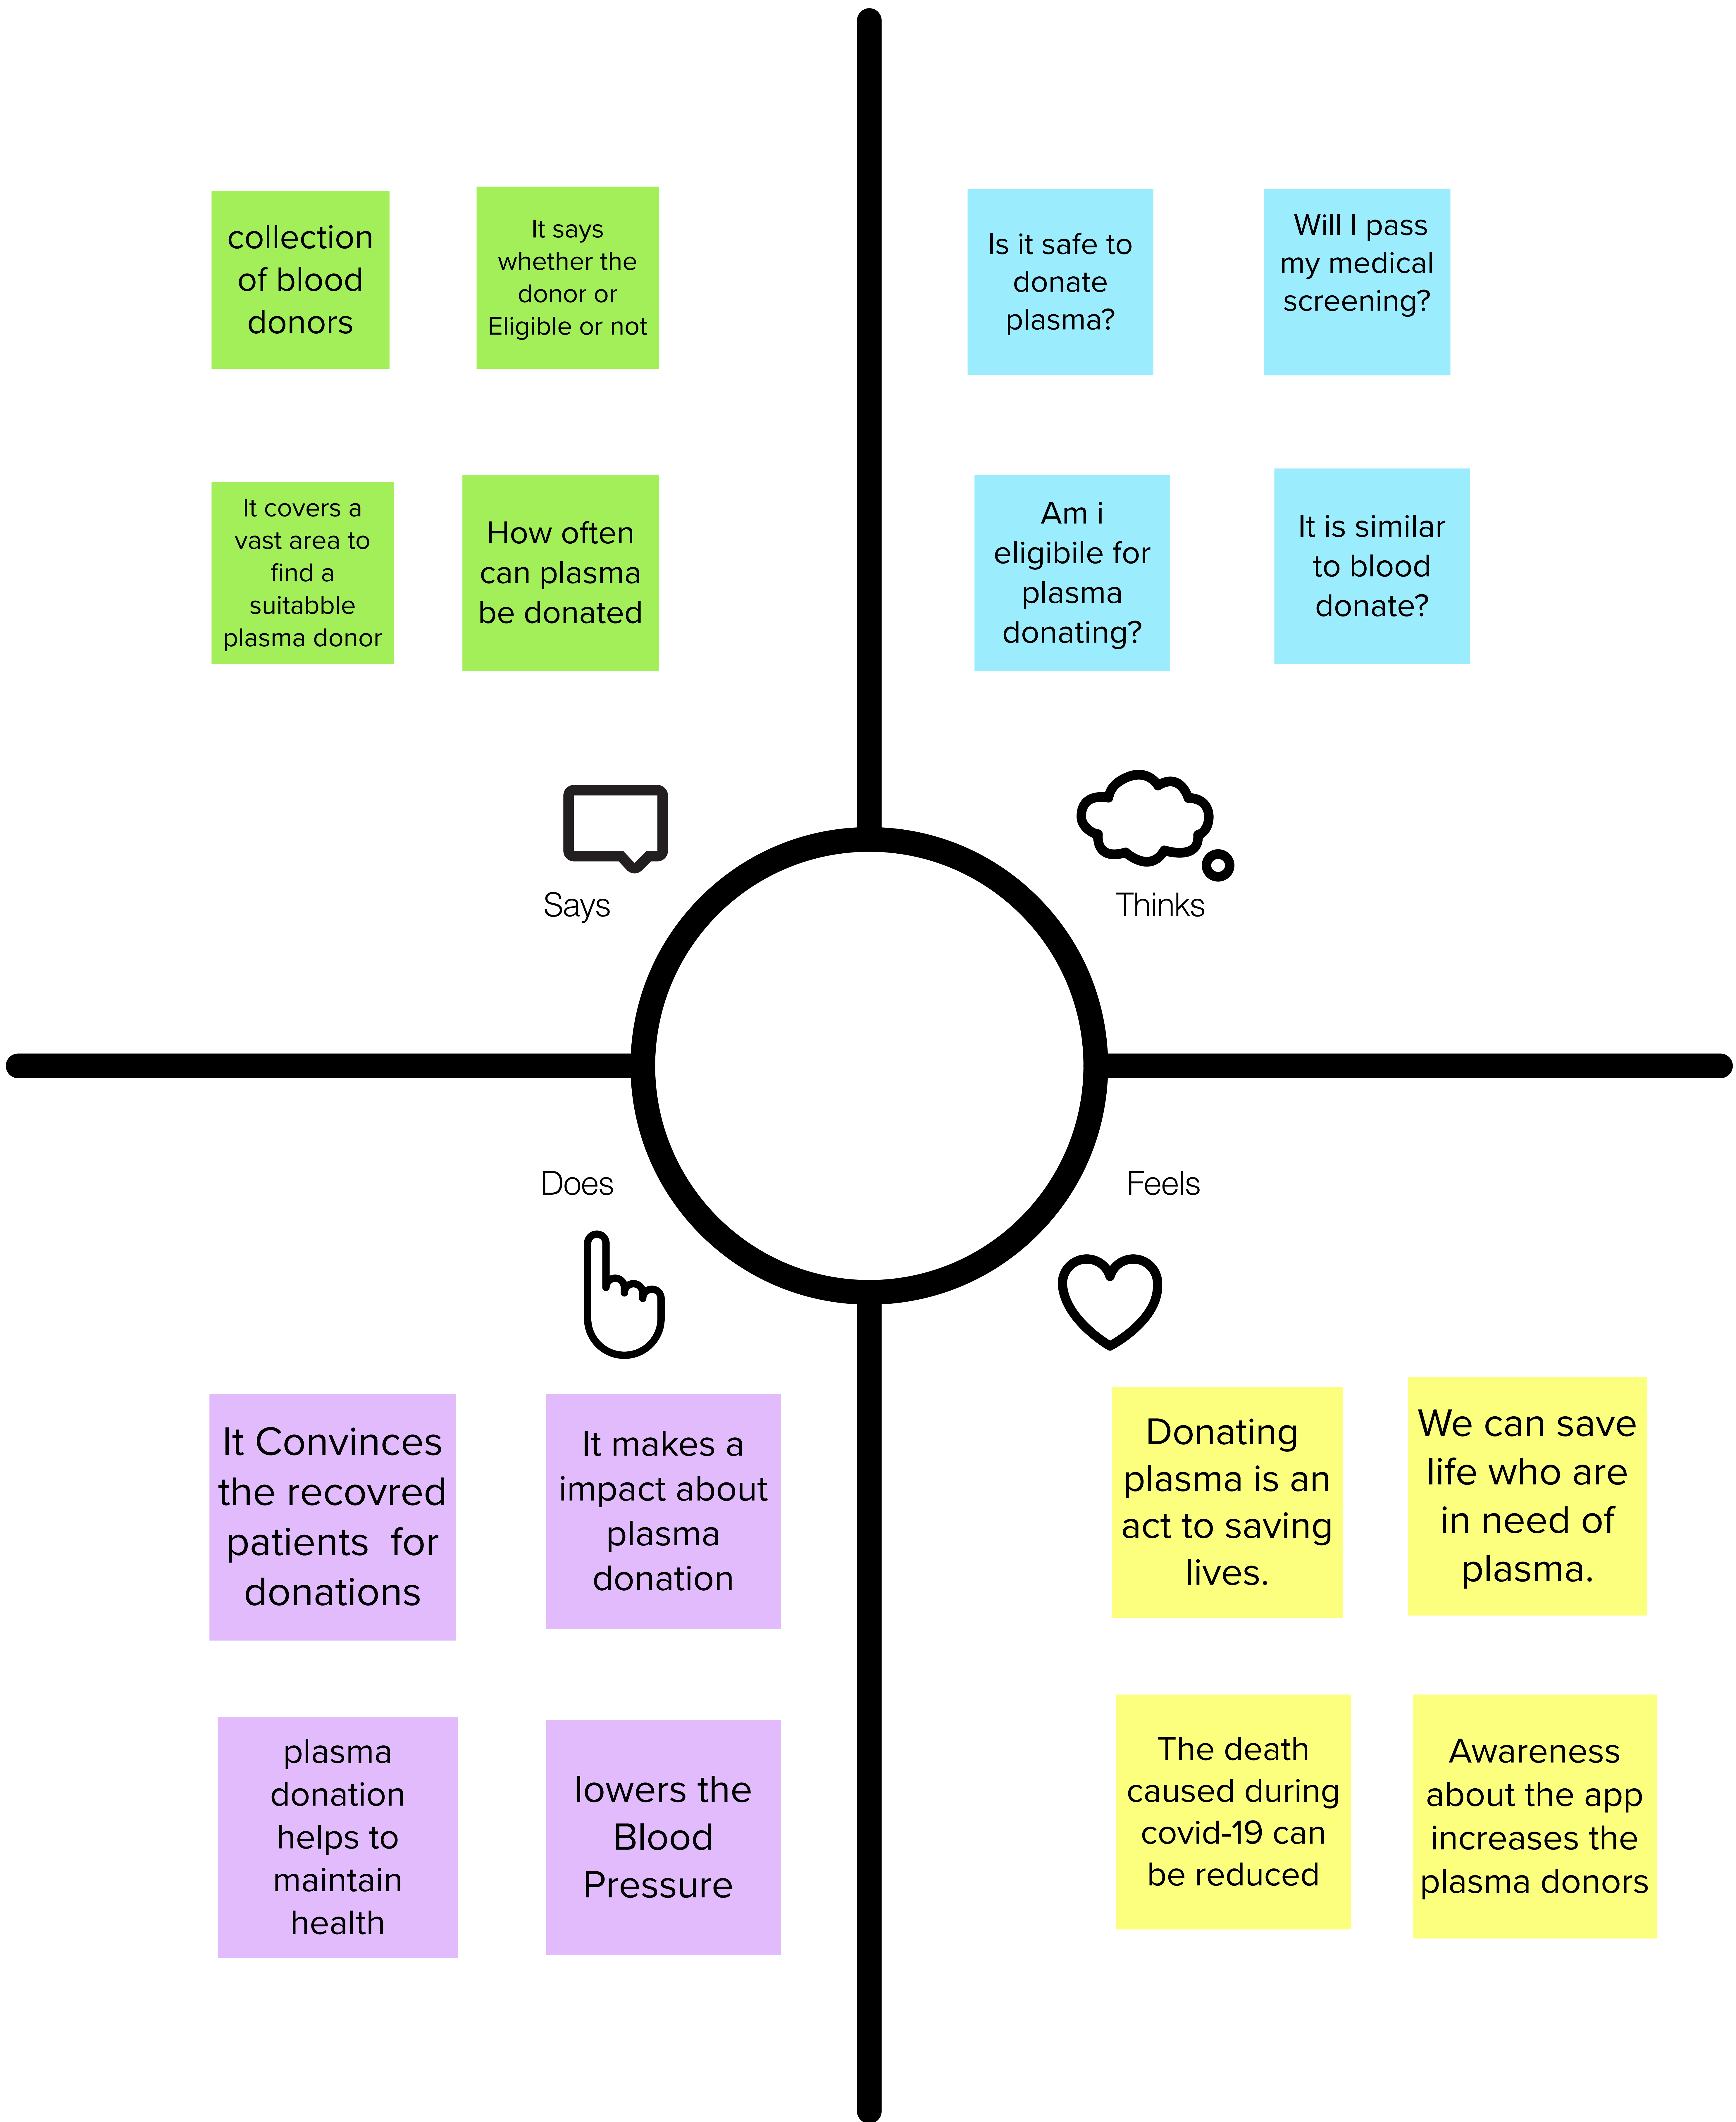 collection
of blood
donors
It says
whether the
donor or
Eligible or not
It covers a
vast area to
find a
suitabble
plasma donor
How often
can plasma
be donated
Says
Is it safe to
donate
plasma?
Will I pass
my medical
screening?
Am i
eligibile for
plasma
donating?
It is similar
to blood
donate?
Thinks
Does
It Convinces
the recovred
patients  for
donations
It makes a
impact about
plasma
donation
plasma
donation
helps to
maintain
health
lowers the
Blood
Pressure
Feels
Donating
plasma is an
act to saving
lives.
We can save
life who are
in need of
plasma.
The death
caused during
covid-19 can
be reduced
Awareness
about the app
increases the
plasma donors